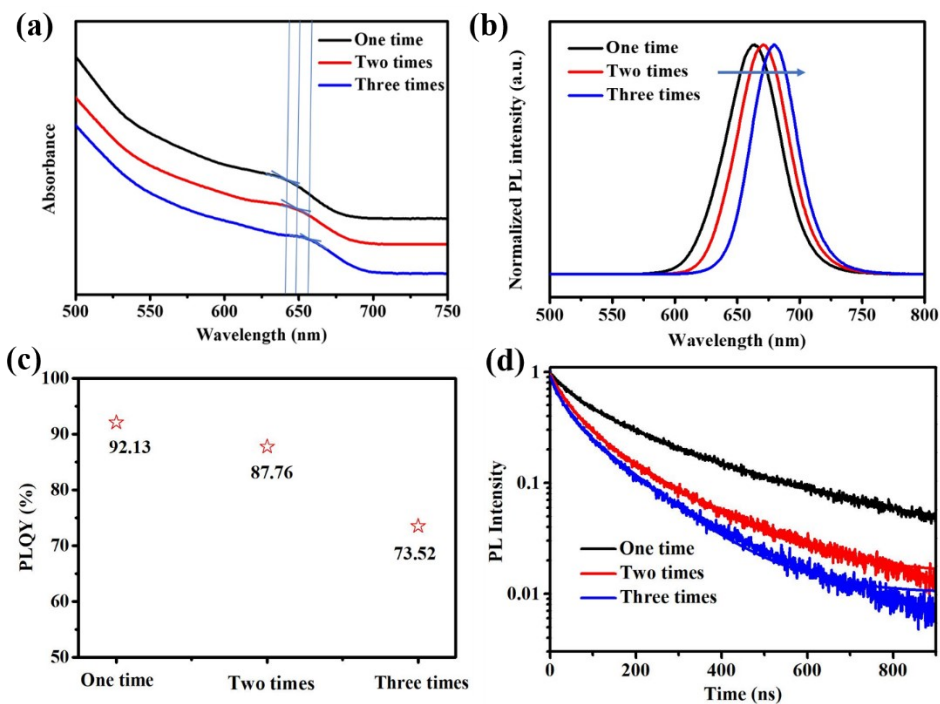 (a)
One time
Two times
Three times
Absorbance
500
550
600
650
700
750
Wavelength (nm)
(b)
One time
Two times
Three times
Normalized PL intensity (a.u.)
500
550
600
650
700
750
800
Wavelength (nm)
(c)
100
90
80
70
60
50
PLQY (%)
92.13
87.76
73.52
One time
Two times
Three times
(d)
1
0.1
0.01
PL Intensity
One time
Two times
Three times
0
200
400
600
800
Time (ns)